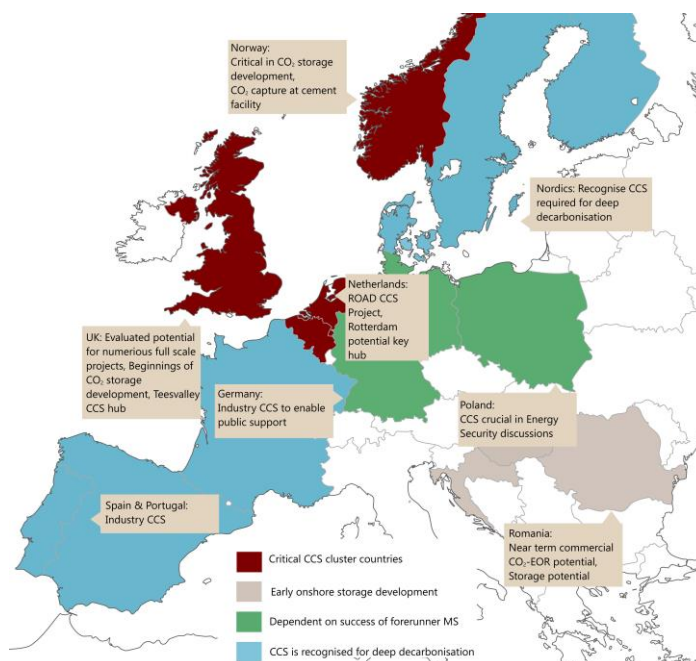 Norway:
Critical in CO₂ storage
development,
CO₂ capture at cement
facility
Nordics: Recognise CCS
required for deep
decarbonisation
Netherlands:
ROAD CCS
Project,
Rotterdam
potential key
hub
UK: Evaluated potential
for numerous full scale
projects, Beginnings of
CO₂ storage
development, Teesvalley
CCS hub
Germany:
Industry CCS to enable
public support
Poland:
CCS crucial in Energy
Security discussions
Spain & Portugal:
Industry CCS
Romania:
Near term commercial
CO₂-EOR potential,
Storage potential
Critical CCS cluster countries
Early onshore storage development
Dependent on success of forerunner MS
CCS is recognised for deep decarbonisation